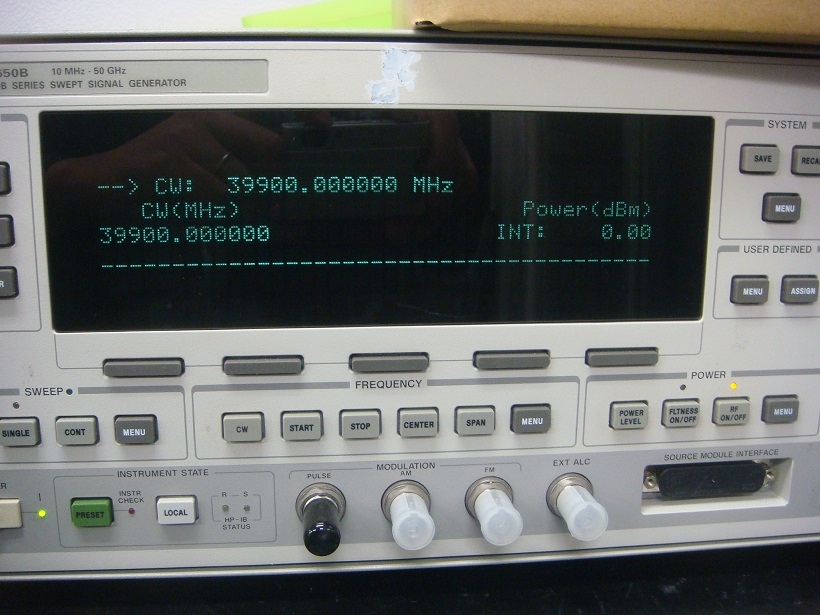 650B 10 MHz - 50 GHz
B SERIES SWEPT SIGNAL GENERATOR
--> CW: 39900.000000 MHz
CW(MHz) Power(dBm)
39900.000000 INT: 0.00
SYSTEM
SAVE
MENU
USER DEFINED
MENU ASSIGN
SWEEP
SINGLE CONT MENU
FREQUENCY
CW START STOP CENTER SPAN MENU
POWER
POWER LEVEL
FLTNESS ON/OFF
RF ON/OFF
MENU
INSTRUMENT STATE
PRESET
INSTR CHECK
LOCAL
R S
HP-IB
STATUS
MODULATION
PULSE AM FM
EXT ALC
SOURCE MODULE INTERFACE